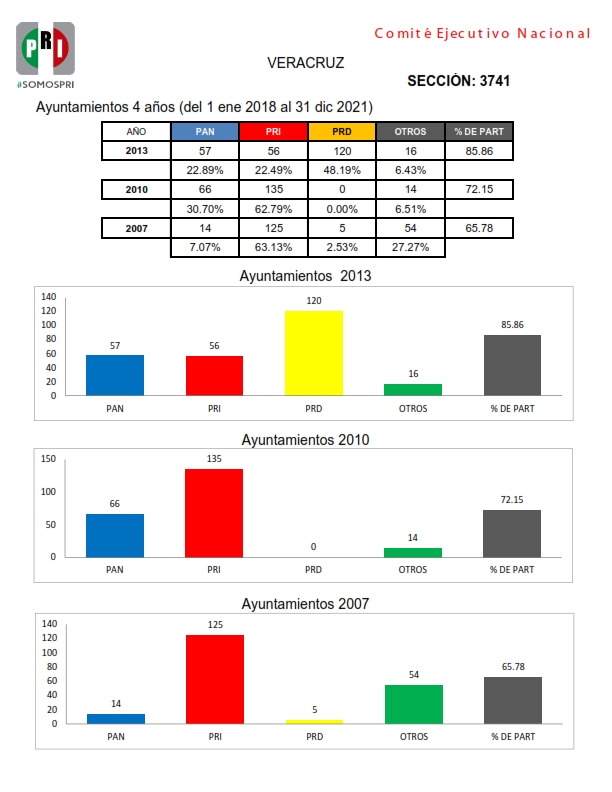 Comité Ejecutivo Nacional
PRI
#SOMOSPRI
VERACRUZ
SECCIÓN: 3741
Ayuntamientos 4 años (del 1 ene 2018 al 31 dic 2021)
AÑO PAN PRI PRD OTROS % DE PART
2013 57 56 120 16 85.86
22.89% 22.49% 48.19% 6.43%
2010 66 135 0 14 72.15
30.70% 62.79% 0.00% 6.51%
2007 14 125 5 54 65.78
7.07% 63.13% 2.53% 27.27%
Ayuntamientos 2013
140
120
100
80
60
40
20
0
57 56 120 16 85.86
PAN PRI PRD OTROS % DE PART
Ayuntamientos 2010
150
100
50
0
66 135 0 14 72.15
PAN PRI PRD OTROS % DE PART
Ayuntamientos 2007
140
120
100
80
60
40
20
0
14 125 5 54 65.78
PAN PRI PRD OTROS % DE PART